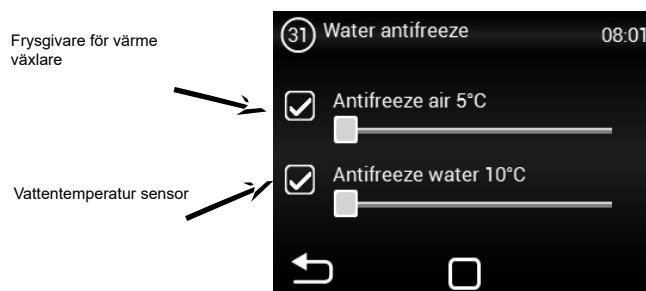 Frysgivare för värme
växlare
31 Water antifreeze 08:01
Antifreeze air 5°C
Antifreeze water 10°C
Vattentemperatur sensor